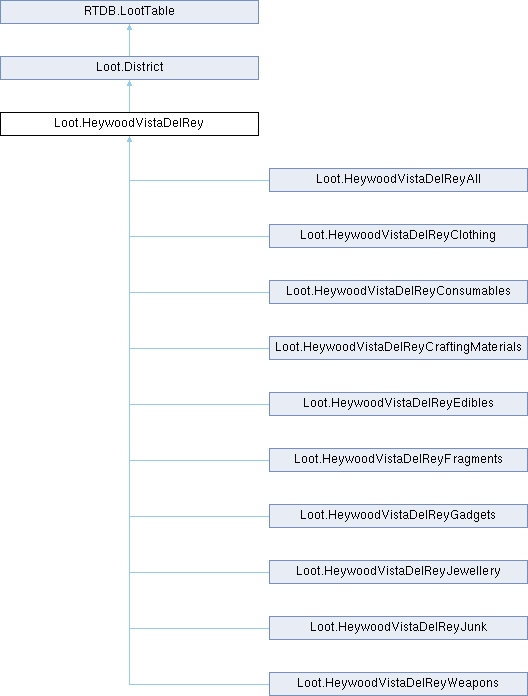 RTDB.LootTable
Loot.District
Loot.HeywoodVistaDelRey
Loot.HeywoodVistaDelReyAll
Loot.HeywoodVistaDelReyClothing
Loot.HeywoodVistaDelReyConsumables
Loot.HeywoodVistaDelReyCraftingMaterials
Loot.HeywoodVistaDelReyEdibles
Loot.HeywoodVistaDelReyFragments
Loot.HeywoodVistaDelReyGadgets
Loot.HeywoodVistaDelReyJewellery
Loot.HeywoodVistaDelReyJunk
Loot.HeywoodVistaDelReyWeapons